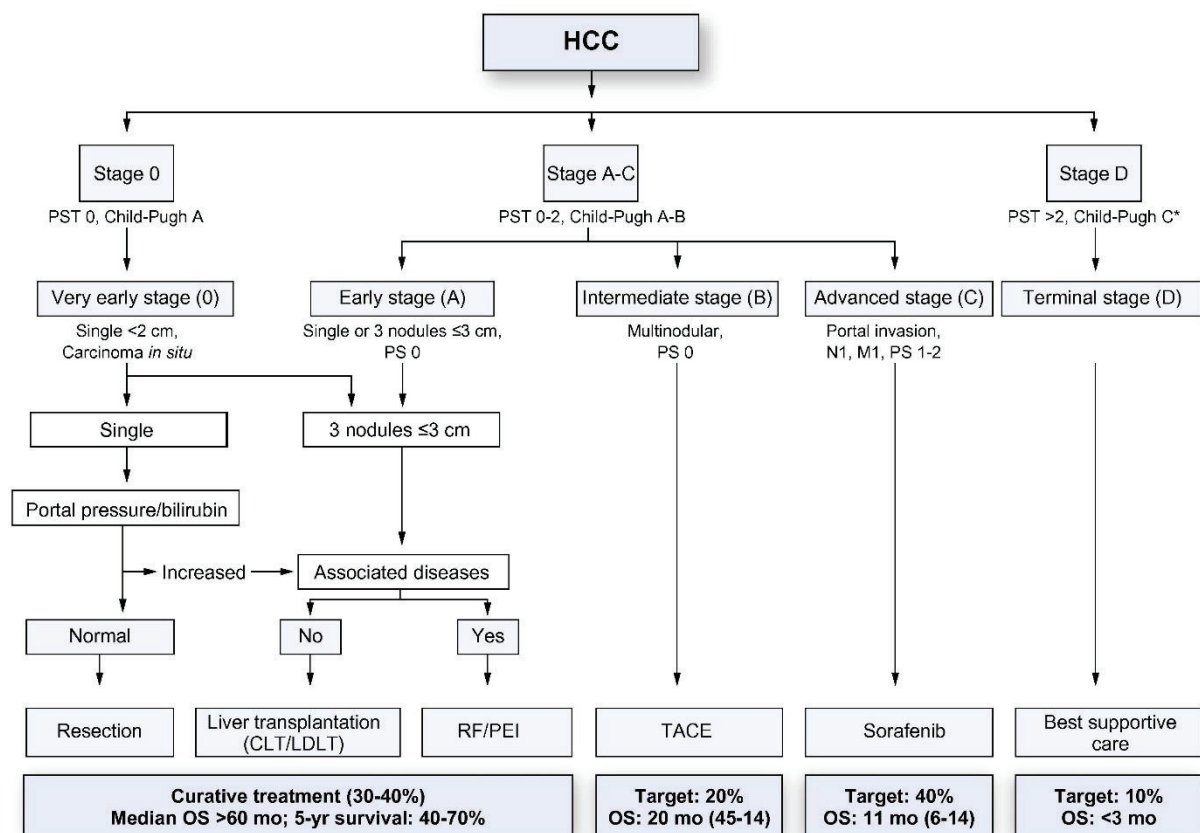 HCC
Stage 0
Stage A-C
Stage D
PST 0, Child-Pugh A
PST 0-2, Child-Pugh A-B
PST >2, Child-Pugh C*
Very early stage (0)
Early stage (A)
Intermediate stage (B)
Advanced stage (C)
Terminal stage (D)
Single <2 cm,
Carcinoma in situ
Single or 3 nodules ≤3 cm,
PS 0
Multinodular,
PS 0
Portal invasion,
N1, M1, PS 1-2
Single
3 nodules ≤3 cm
Portal pressure/bilirubin
Increased
Associated diseases
Normal
No
Yes
Resection
Liver transplantation
(CLT/LDLT)
RF/PEI
TACE
Sorafenib
Best supportive
care
Curative treatment (30-40%)
Median OS >60 mo; 5-yr survival: 40-70%
Target: 20%
OS: 20 mo (45-14)
Target: 40%
OS: 11 mo (6-14)
Target: 10%
OS: <3 mo